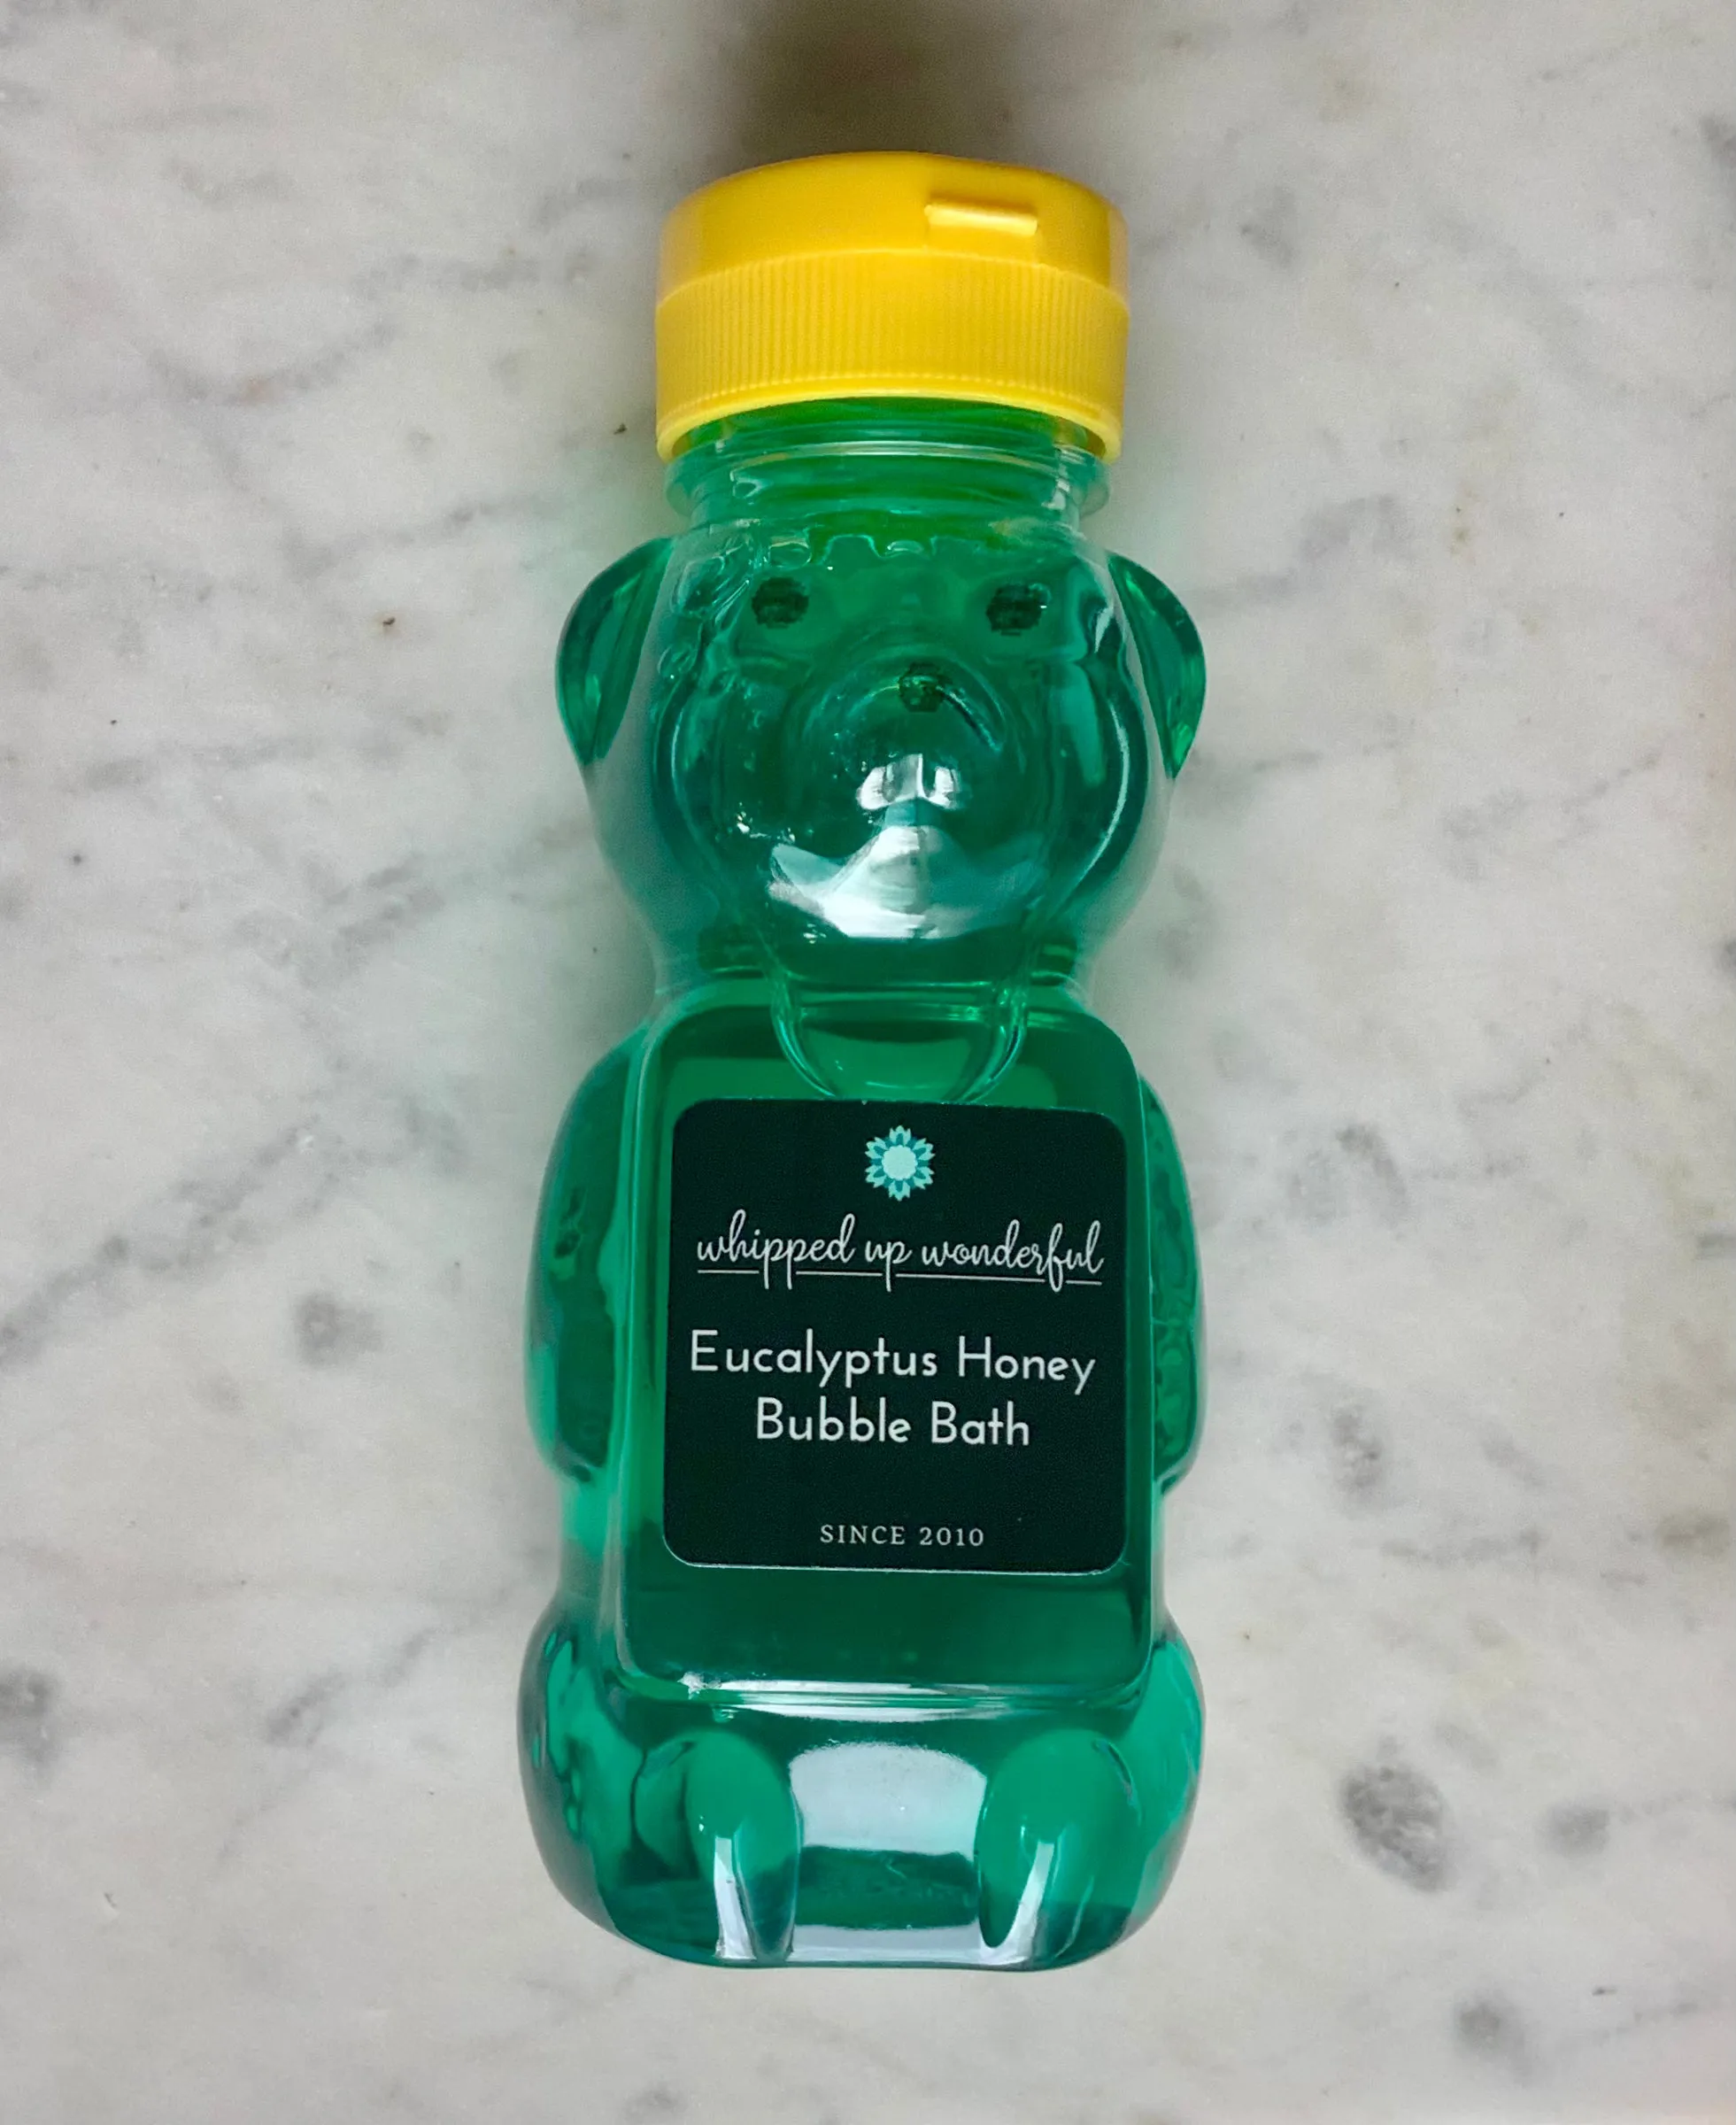 whipped up wonderful
Eucalyptus Honey
Bubble Bath
SINCE 2010